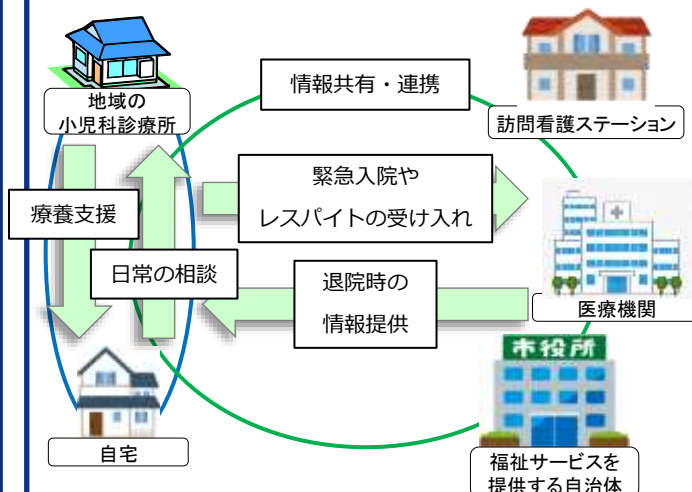 地域の
小児科診療所
情報共有・連携
訪問看護ステーション
緊急入院や
レスパイトの受け入れ
療養支援
日常の相談
退院時の
情報提供
医療機関
市役所
自宅
福祉サービスを
提供する自治体